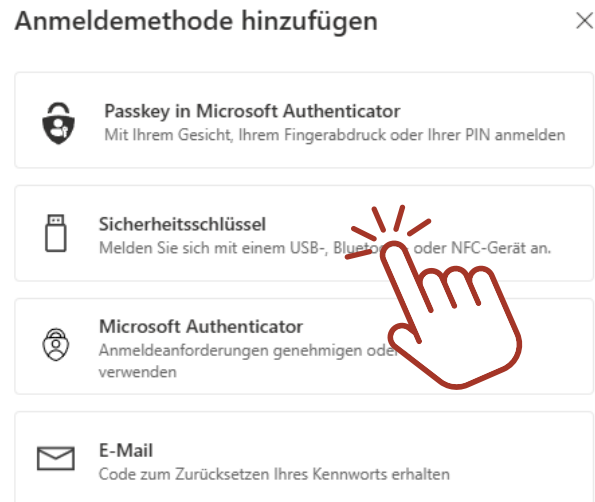 Anmeldemethode hinzufügen
Passkey in Microsoft Authenticator
Mit Ihrem Gesicht, Ihrem Fingerabdruck oder Ihrer PIN anmelden
Sicherheitsschlüssel
Melden Sie sich mit einem USB-, oder NFC-Gerät an.
Microsoft Authenticator
Anmeldeanforderungen genehmigen oder
verwenden
E-Mail
Code zum Zurücksetzen Ihres Kennworts erhalten